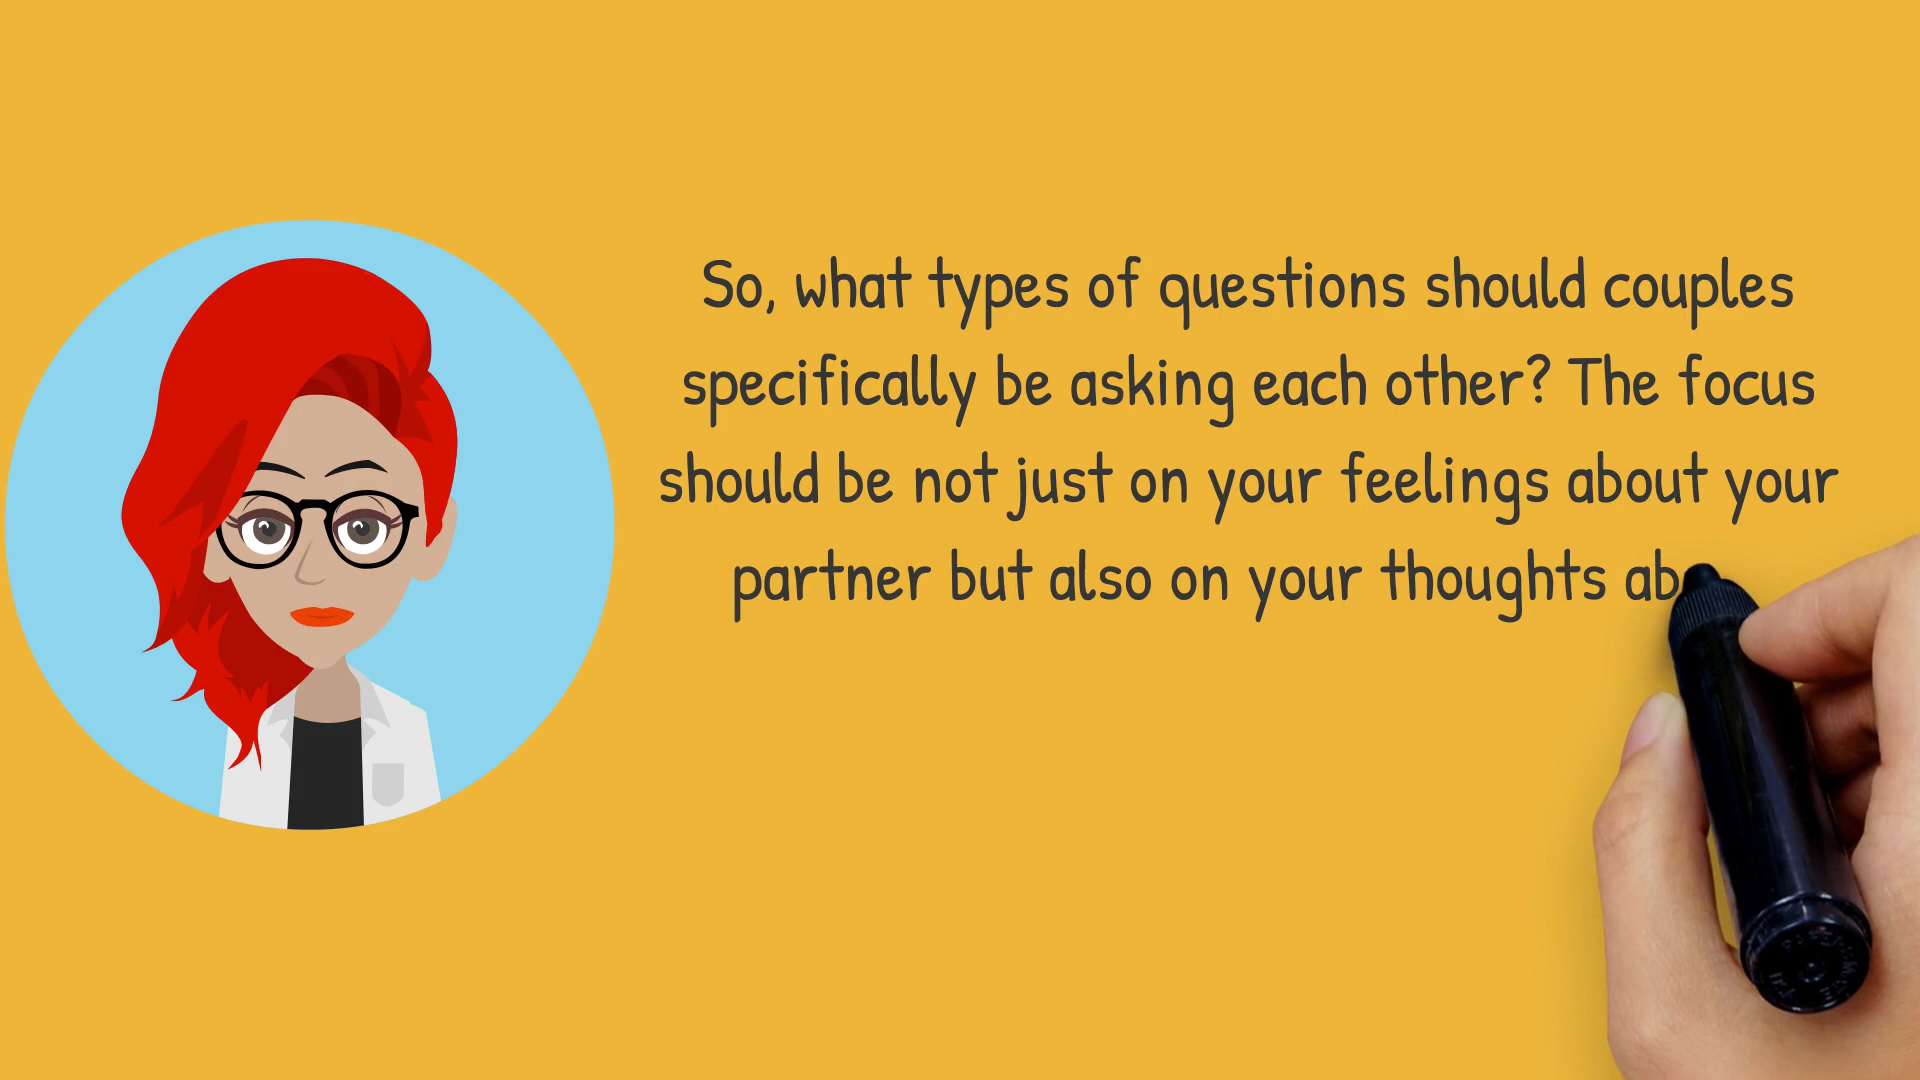 So, what types of questions should couples
specifically be asking each other? The focus
should be not just on your feelings about your
partner but also on your thoughts ab